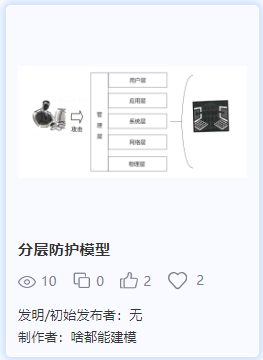 用户层
应用层
系统层
网络层
物理层
管理层
攻击
分层防护模型
10 0 2 2
发明/初始发布者：无
制作者：啥都能建模